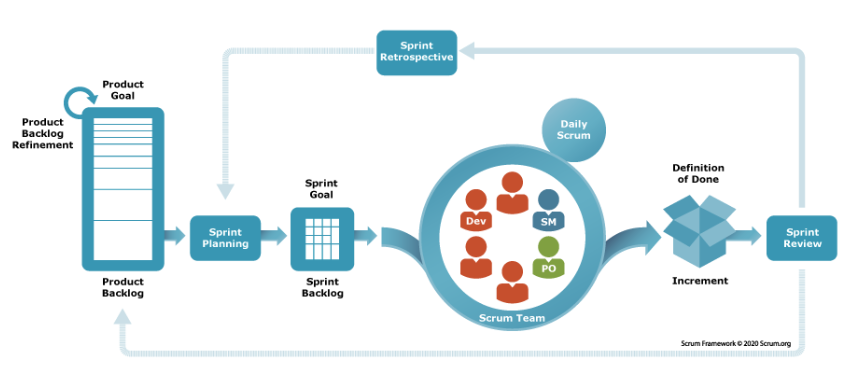 Sprint
Retrospective
Product
Goal
Product
Backlog
Refinement
Daily
Scrum
Definition
of Done
Sprint
Goal
Dev
SM
Sprint
Planning
Sprint
Review
PO
Product
Backlog
Sprint
Backlog
Increment
Scrum Team
Scrum Framework © 2020 Scrum.org